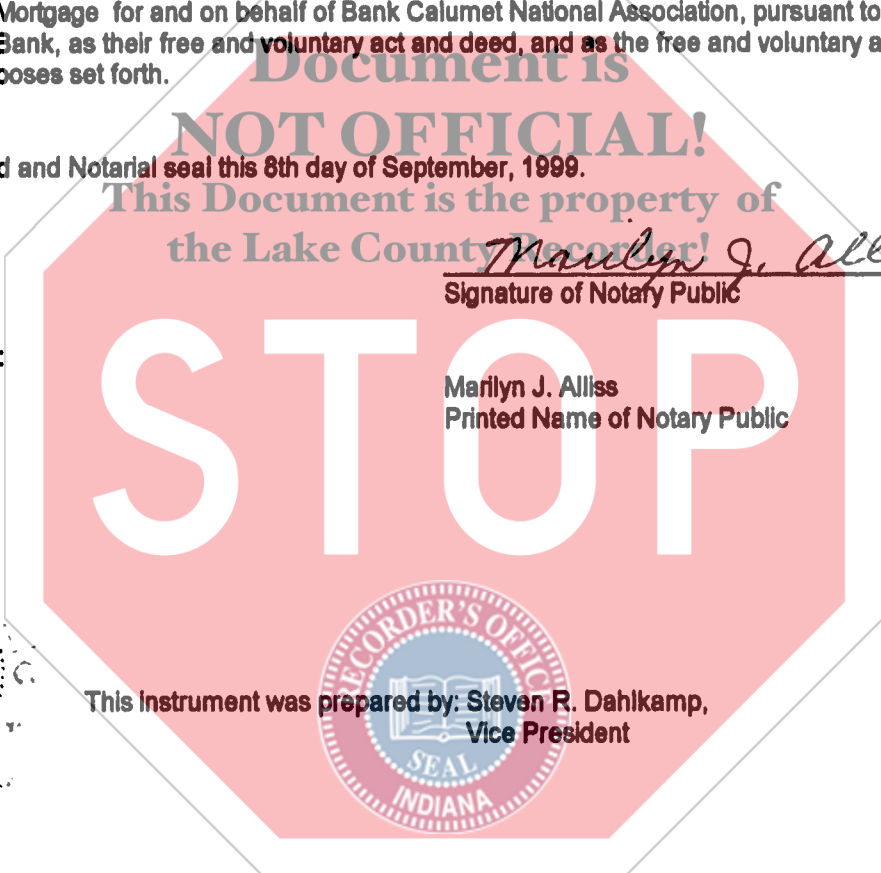 Mortgage for and on behalf of Bank Calumet National Association, pursuant to
Bank, as their free and voluntary act and deed, and as the free and voluntary a
poses set forth.
Document is
NOT OFFICIAL!
d and Notarial seal this 8th day of September, 1999.
This Document is the property of
the Lake County Recorder!
Marilyn J. All
Signature of Notary Public
STOP
Marilyn J. Alliss
Printed Name of Notary Public
RECORDER'S OFFICE
This instrument was prepared by: Steven R. Dahlkamp,
Vice President
SEAL
INDIANA